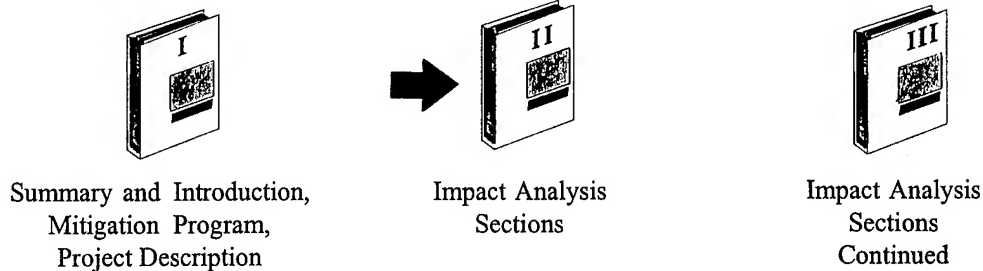 I
II
III
Summary and Introduction,
Mitigation Program,
Project Description
Impact Analysis
Sections
Impact Analysis
Sections
Continued